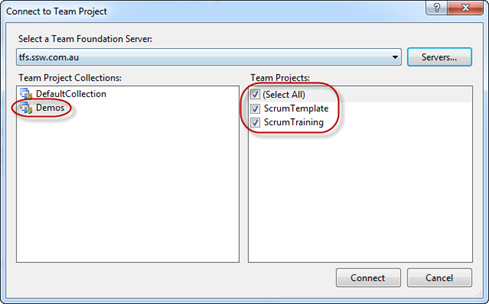 Connect to Team Project
Select a Team Foundation Server:
tfs.ssw.com.au
Servers...
Team Project Collections:
DefaultCollection
Demos
Team Projects:
(Select All)
ScrumTemplate
ScrumTraining
Connect
Cancel